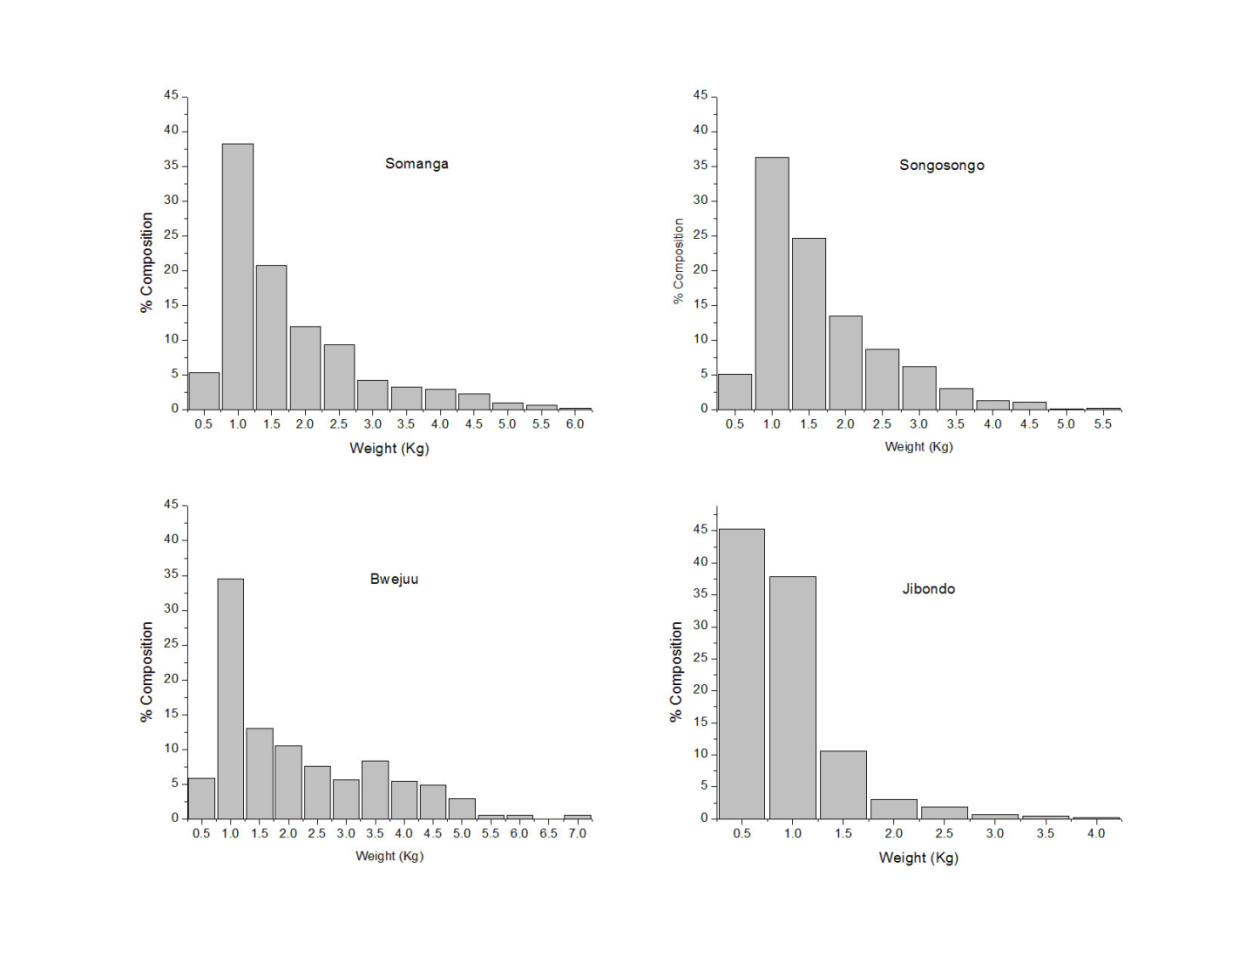 45
40
35
30
25
20
15
10
5
0
% Composition
Somanga
0.5 1.0 1.5 2.0 2.5 3.0 3.5 4.0 4.5 5.0 5.5 6.0
Weight (Kg)
45
40
35
30
25
20
15
10
5
0
% Composition
Songosongo
0.5 1.0 1.5 2.0 2.5 3.0 3.5 4.0 4.5 5.0 5.5
Weight (Kg)
45
40
35
30
25
20
15
10
5
0
% Composition
Bwejuu
0.5 1.0 1.5 2.0 2.5 3.0 3.5 4.0 4.5 5.0 5.5 6.0 6.5 7.0
Weight (Kg)
45
40
35
30
25
20
15
10
5
0
% Composition
Jibondo
0.5 1.0 1.5 2.0 2.5 3.0 3.5 4.0
Weight (Kg)